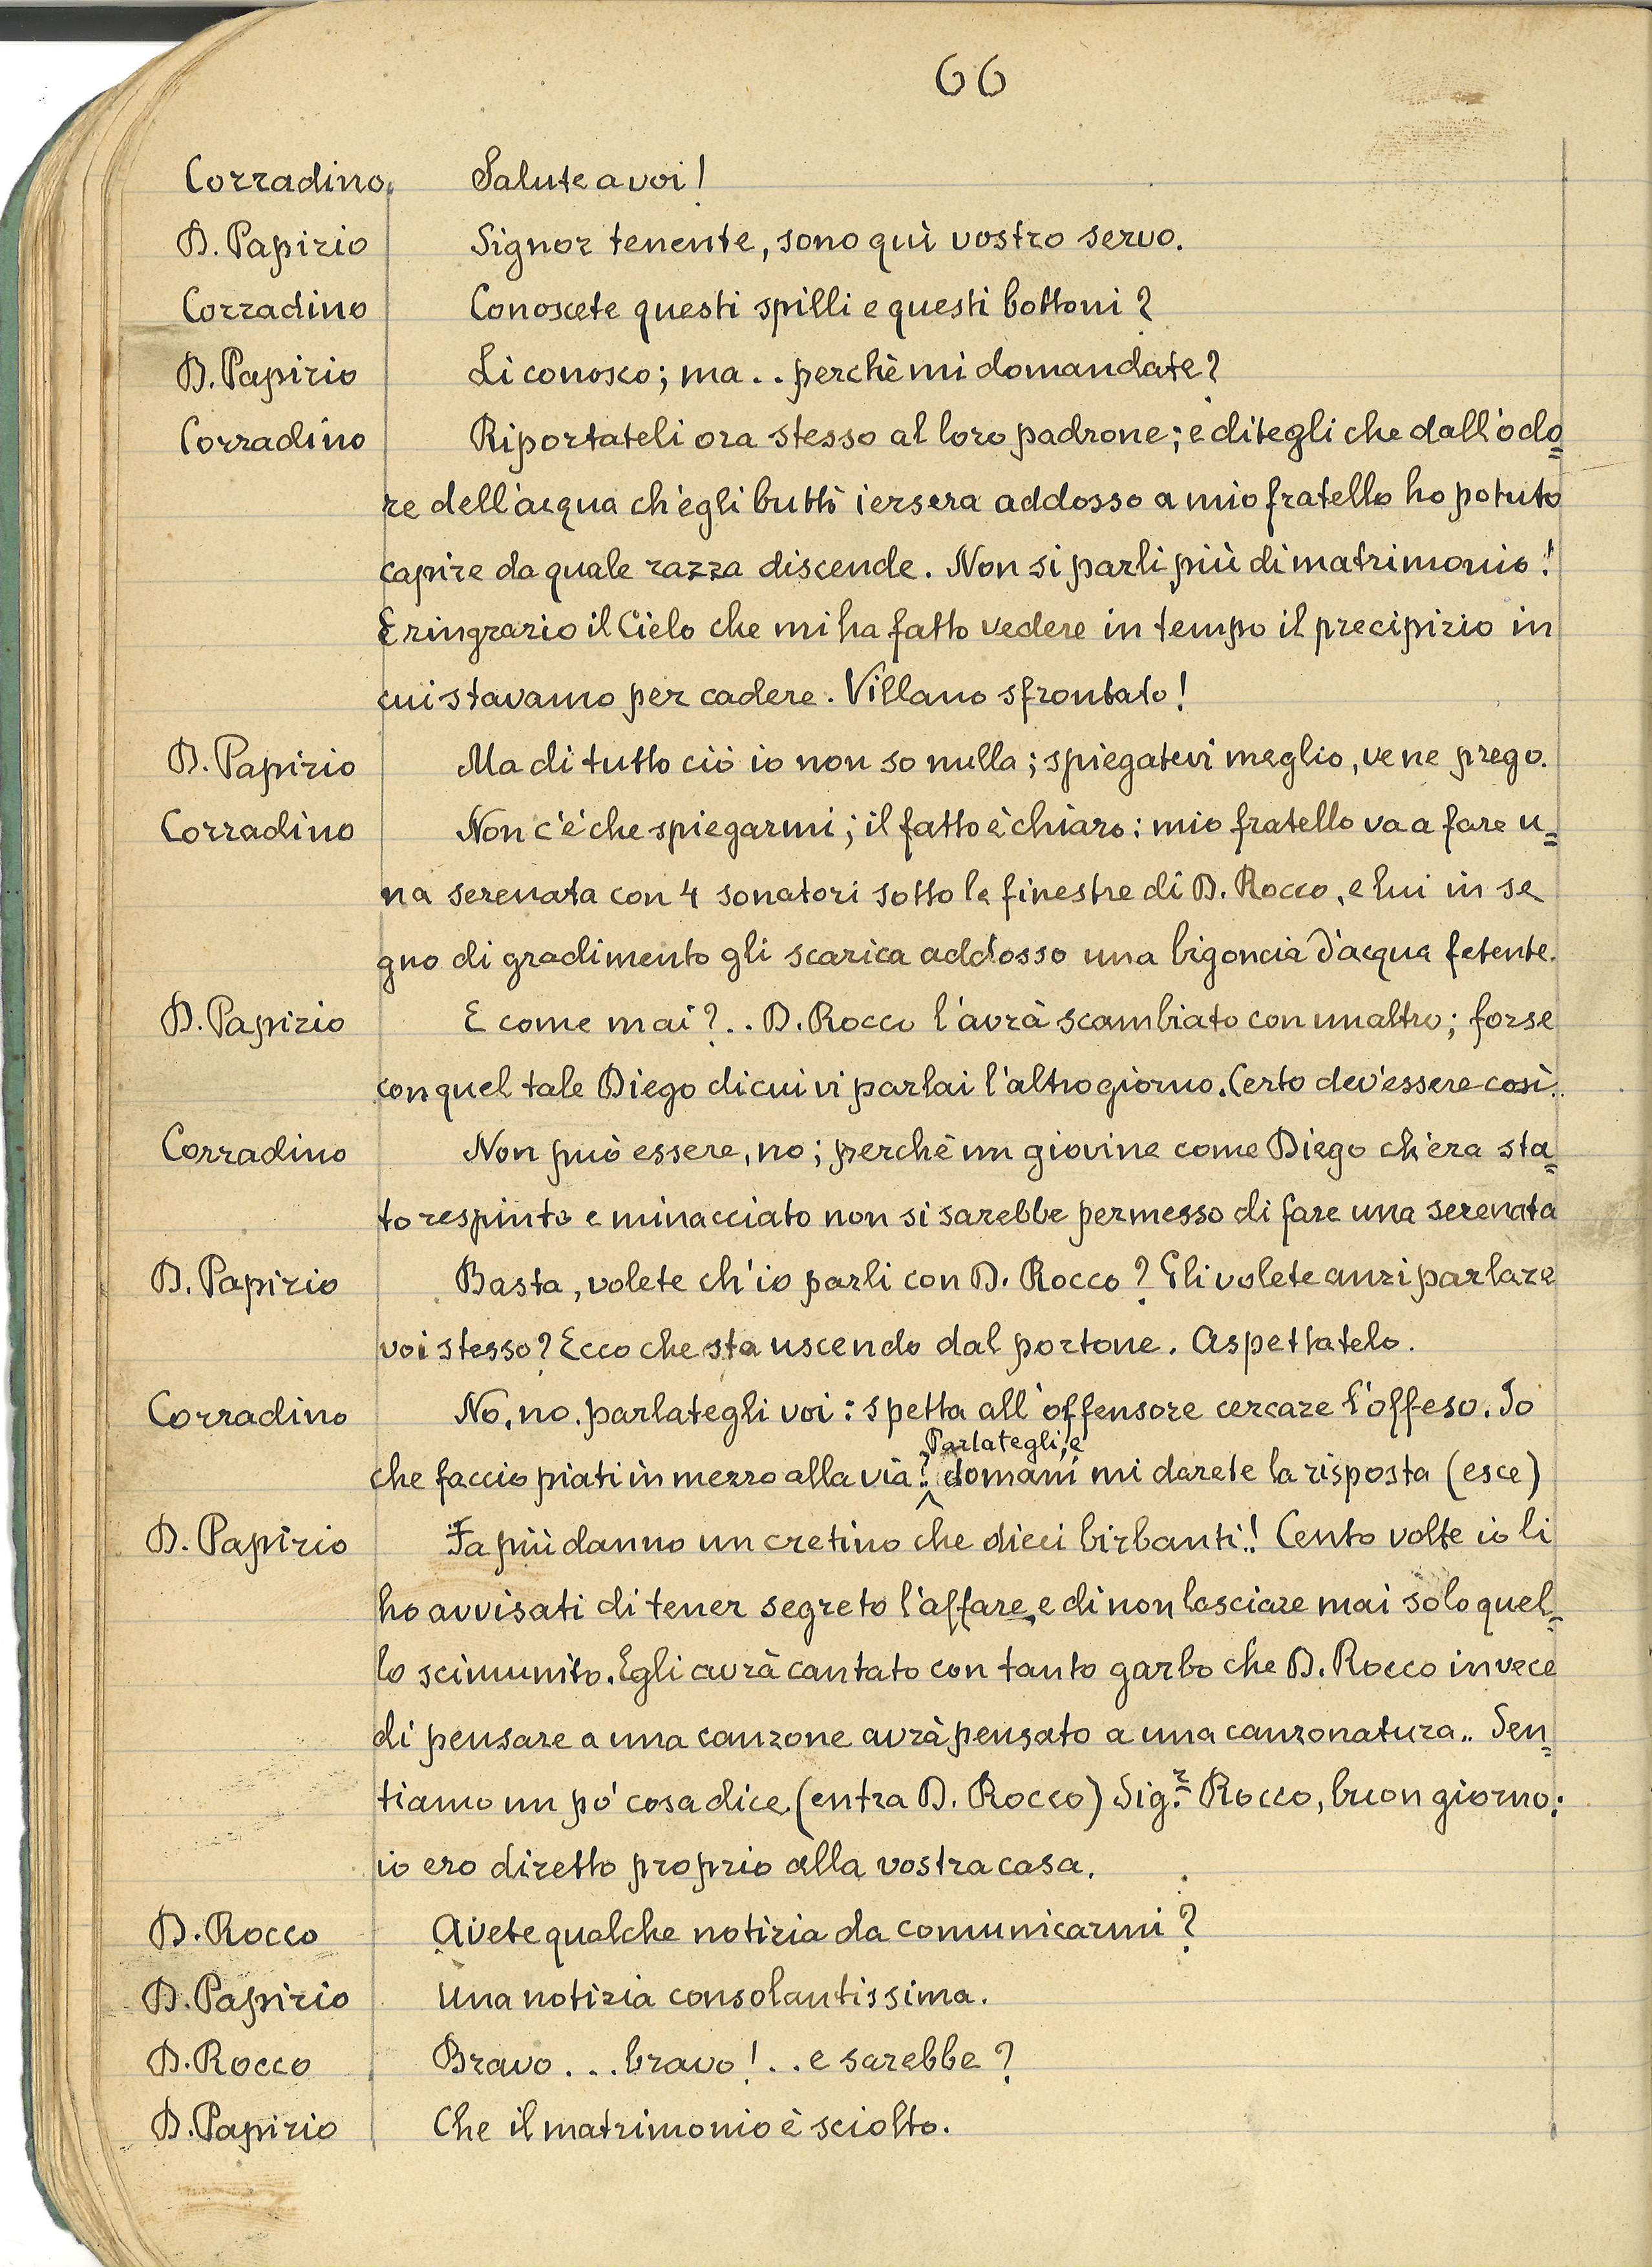 66
Corradino. Salute a voi!
D. Papirio Signor tenente, sono quì vostro servo.
Corradino Conoscete questi spilli e questi bottoni?
D. Papirio Li conosco; ma.. perchè mi domandate?
Corradino Riportateli ora stesso al loro padrone; e ditegli che dall'odo=
re dell'acqua ch'egli buttò iersera addosso a mio fratello ho potuto
capire da quale razza discende. Non si parli più di matrimonio!
E ringrazio il Cielo che mi ha fatto vedere in tempo il precipizio in
cui stavamo per cadere. Villano sfrontato!
D. Papirio Ma di tutto ciò io non so nulla; spiegatevi meglio, ve ne prego.
Corradino Non c'é che spiegarmi; il fatto è chiaro: mio fratello va a fare u=
na serenata con 4 sonatori sotto le finestre di D. Rocco, e lui in se
gno di gradimento gli scarica addosso una bigoncia d'acqua fetente.
D. Papirio E come mai?.. D. Rocco l'avrà scambiato con un altro; forse
con quel tale Diego di cui vi parlai l'altro giorno. Certo dev'essere così..
Corradino Non può essere, no; perchè un giovine come Diego ch'era sta=
to respinto e minacciato non si sarebbe permesso di fare una serenata
D. Papirio Basta, volete ch'io parli con D. Rocco? Gli volete anzi parlare
voi stesso? Ecco che sta uscendo dal portone. Aspettatelo.
Corradino No, no. parlategli voi: spetta all'offensore cercare l'offeso. Io
Parlategli, e
che faccio piati in mezzo alla via? domani mi darete la risposta (esce)
D. Papirio Fa più danno un cretino che dieci birbanti!! Cento volte io li
ho avvisati di tener segreto l'affare, e di non lasciare mai solo quel=
lo scimunito. Egli avrà cantato con tanto garbo che D. Rocco invece
di pensare a una canzone avrà pensato a una canzonatura.. Sen=
tiamo un pó cosa dice. (entra D. Rocco) Sig.r Rocco, buon giorno:
io ero diretto proprio alla vostra casa.
D. Rocco Avete qualche notizia da comunicarmi?
D. Papirio Una notizia consolantissima.
D. Rocco Bravo... bravo!.. e sarebbe?
D. Papirio Che il matrimonio è sciolto.